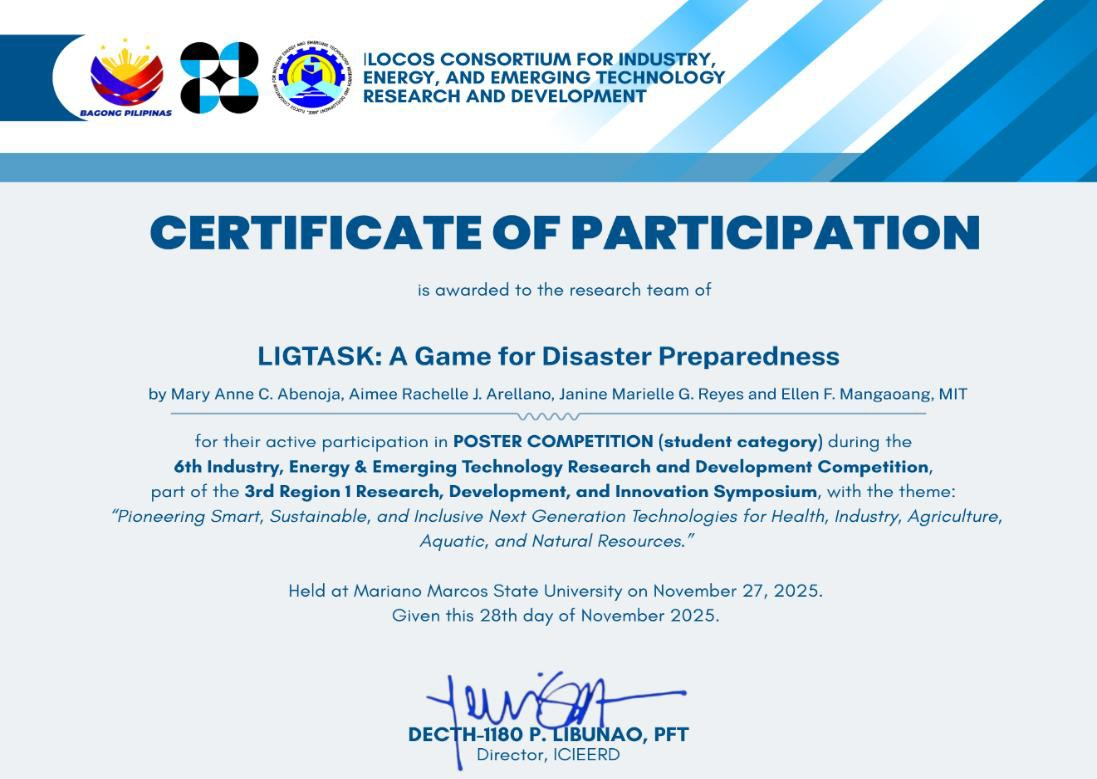 BAGONG PILIPINAS
ILOCOS CONSORTIUM FOR INDUSTRY,
ENERGY, AND EMERGING TECHNOLOGY
RESEARCH AND DEVELOPMENT
CERTIFICATE OF PARTICIPATION
is awarded to the research team of
LIGTASK: A Game for Disaster Preparedness
by Mary Anne C. Abenoja, Aimee Rachelle J. Arellano, Janine Marielle G. Reyes and Ellen F. Mangaoang, MIT
for their active participation in POSTER COMPETITION (student category) during the
6th Industry, Energy & Emerging Technology Research and Development Competition,
part of the 3rd Region 1 Research, Development, and Innovation Symposium, with the theme:
“Pioneering Smart, Sustainable, and Inclusive Next Generation Technologies for Health, Industry, Agriculture,
Aquatic, and Natural Resources.”
Held at Mariano Marcos State University on November 27, 2025.
Given this 28th day of November 2025.
DECTH-1180 P. LIBUNAO, PFT
Director, ICIEERD